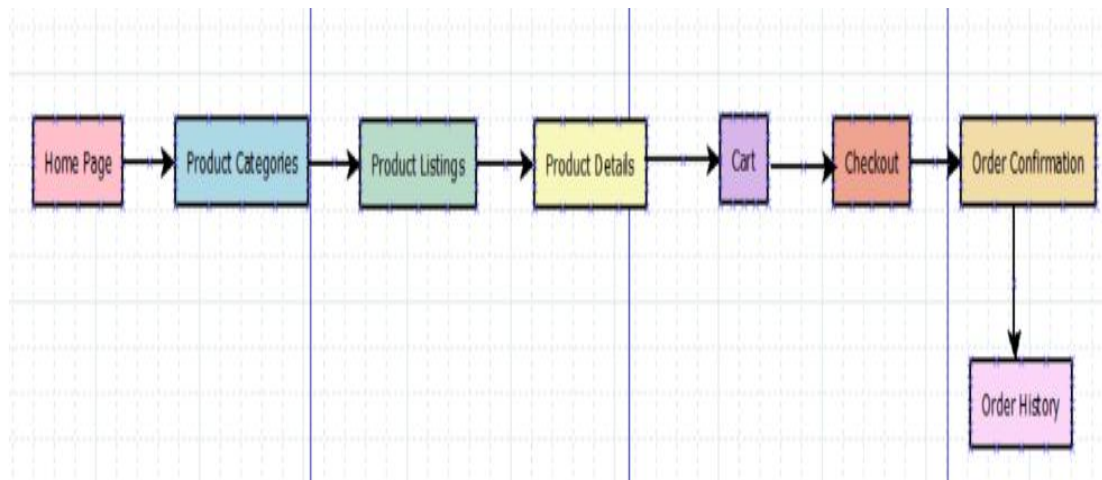 Home Page
Product Categories
Product Listings
Product Details
Cart
Checkout
Order Confirmation
Order History